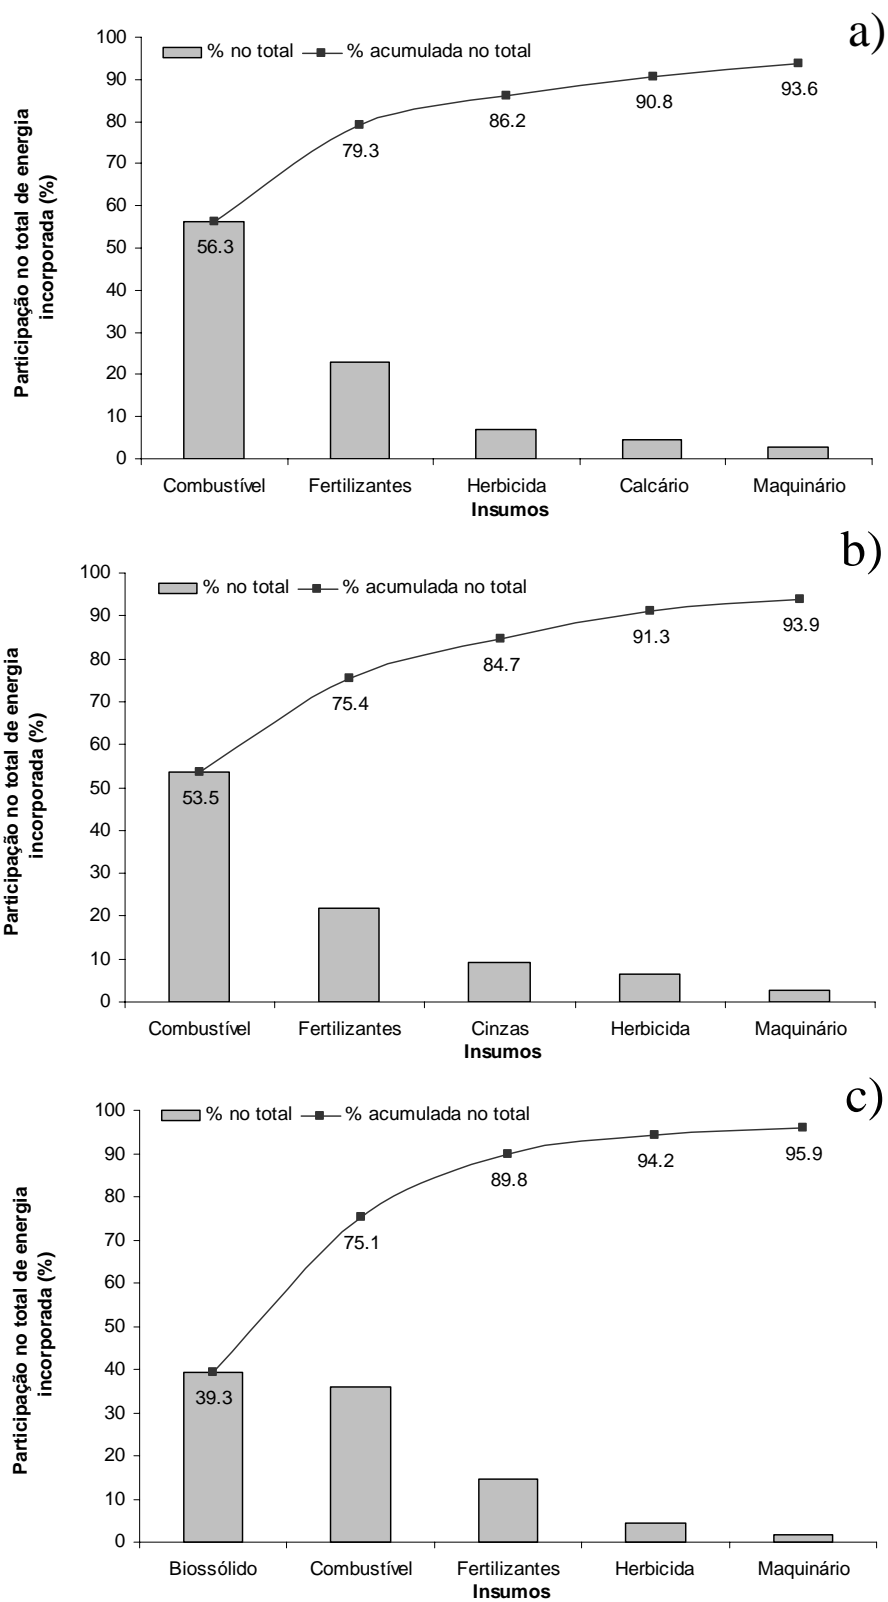 a)
% no total % acumulada no total
Participação no total de energia
incorporada (%)
100
90
80
70
60
50
40
30
20
10
0
56.3
79.3
86.2
90.8
93.6
Combustível Fertilizantes Herbicida Calcário Maquinário
Insumos
b)
% no total % acumulada no total
Participação no total de energia
incorporada (%)
100
90
80
70
60
50
40
30
20
10
0
53.5
75.4
84.7
91.3
93.9
Combustível Fertilizantes Cinzas Herbicida Maquinário
Insumos
c)
% no total % acumulada no total
Participação no total de energia
incorporada (%)
100
90
80
70
60
50
40
30
20
10
0
39.3
75.1
89.8
94.2
95.9
Biossólido Combustível Fertilizantes Herbicida Maquinário
Insumos